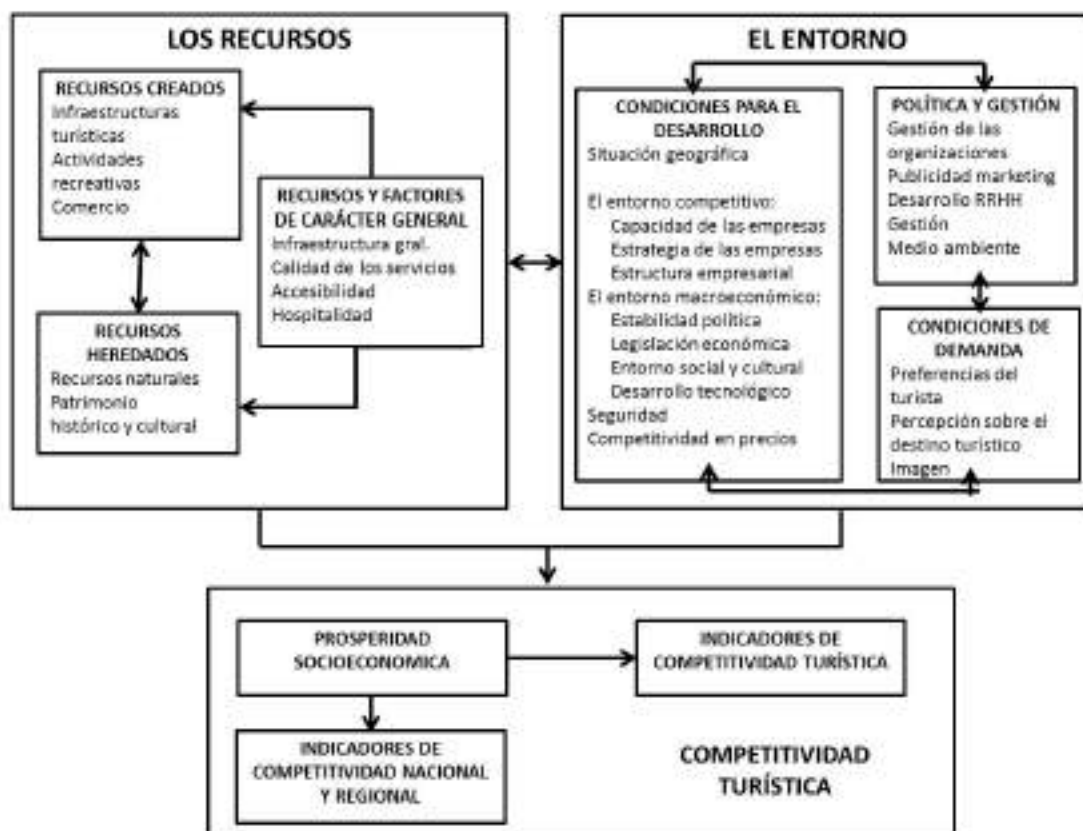 LOS RECURSOS
RECURSOS CREADOS
Infraestructuras
turísticas
Actividades
recreativas
Comercio
RECURSOS Y FACTORES
DE CARÁCTER GENERAL
Infraestructura gral.
Calidad de los servicios
Accesibilidad
Hospitalidad
RECURSOS
HEREDADOS
Recursos naturales
Patrimonio
histórico y cultural
EL ENTORNO
CONDICIONES PARA EL
DESARROLLO
Situación geográfica
El entorno competitivo:
Capacidad de las empresas
Estrategia de las empresas
Estructura empresarial
El entorno macroeconómico:
Estabilidad política
Legislación económica
Entorno social y cultural
Desarrollo tecnológico
Seguridad
Competitividad en precios
POLÍTICA Y GESTIÓN
Gestión de las
organizaciones
Publicidad marketing
Desarrollo RRHH
Gestión
Medio ambiente
CONDICIONES DE
DEMANDA
Preferencias del
turista
Percepción sobre el
destino turístico
Imagen
PROSPERIDAD
SOCIOECONOMICA
INDICADORES DE
COMPETITIVIDAD TURÍSTICA
INDICADORES DE
COMPETITIVIDAD NACIONAL
Y REGIONAL
COMPETITIVIDAD
TURÍSTICA